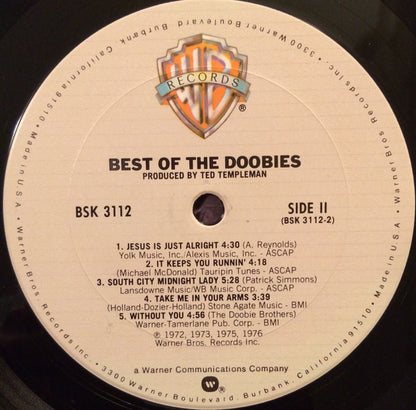 3300 Warner Boulevard, Burbank, California 91510 • Made in U.S.A. •
Warner Bros. Records Inc. • 3300 Warner Boulevard, Burbank, California 91510 • Made in U.S.A. •
Warner Bros. Records Inc.
WB
RECORDS
®
BEST OF THE DOOBIES
PRODUCED BY TED TEMPLEMAN
BSK 3112
SIDE II
(BSK 3112-2)
1. JESUS IS JUST ALRIGHT 4:30 (A. Reynolds)
Yolk Music, Inc./Alexis Music, Inc. - ASCAP
2. IT KEEPS YOU RUNNIN' 4:18
(Michael McDonald) Tauripin Tunes - ASCAP
3. SOUTH CITY MIDNIGHT LADY 5:28 (Patrick Simmons)
Lansdowne Music/WB Music Corp. - ASCAP
4. TAKE ME IN YOUR ARMS 3:39
(Holland-Dozier-Holland) Stone Agate Music - BMI
5. WITHOUT YOU 4:56 (The Doobie Brothers)
Warner-Tamerlane Pub. Corp. - BMI
℗ 1972, 1973, 1975, 1976
Warner Bros. Records Inc.
a Warner Communications Company
W ®